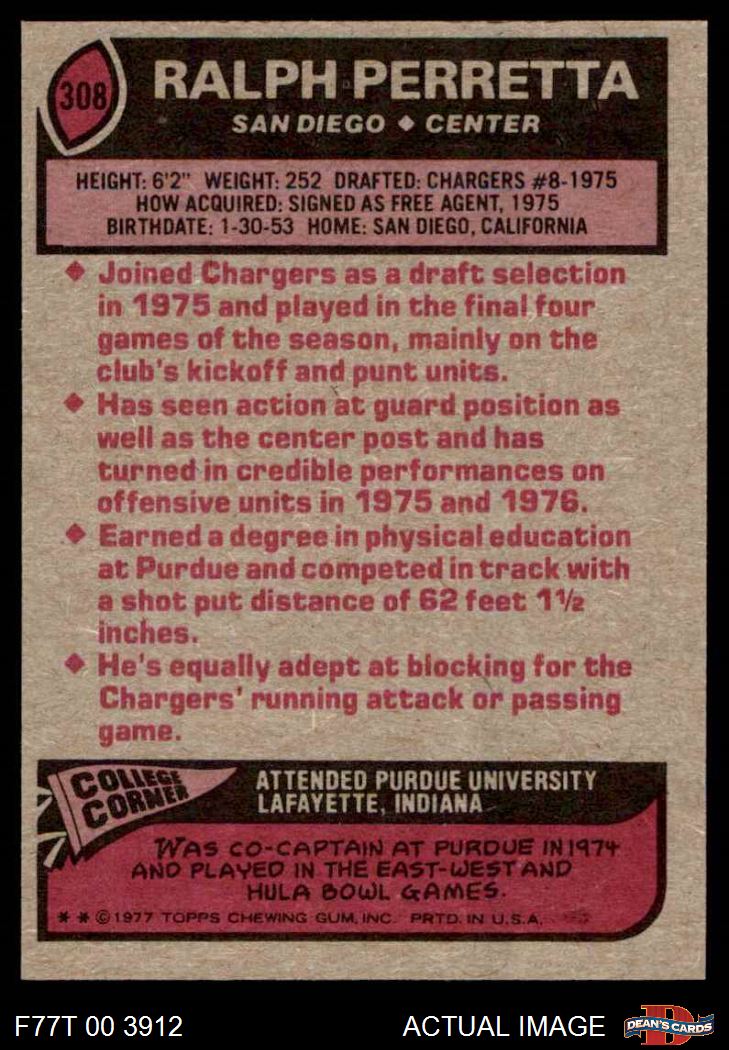 308
RALPH PERRETTA
SAN DIEGO ◆ CENTER
HEIGHT: 6'2" WEIGHT: 252 DRAFTED: CHARGERS #8-1975
HOW ACQUIRED: SIGNED AS FREE AGENT, 1975
BIRTHDATE: 1-30-53 HOME: SAN DIEGO, CALIFORNIA
◆ Joined Chargers as a draft selection
in 1975 and played in the final four
games of the season, mainly on the
club's kickoff and punt units.
◆ Has seen action at guard position as
well as the center post and has
turned in credible performances on
offensive units in 1975 and 1976.
◆ Earned a degree in physical education
at Purdue and competed in track with
a shot put distance of 62 feet 1½
inches.
◆ He's equally adept at blocking for the
Chargers' running attack or passing
game.
COLLEGE
CORNER
ATTENDED PURDUE UNIVERSITY
LAFAYETTE, INDIANA
WAS CO-CAPTAIN AT PURDUE IN 1974
AND PLAYED IN THE EAST-WEST AND
HULA BOWL GAMES.
* * © 1977 TOPPS CHEWING GUM, INC. PRTD. IN U.S.A.
F77T 00 3912
ACTUAL IMAGE
D
DEAN'S CARDS